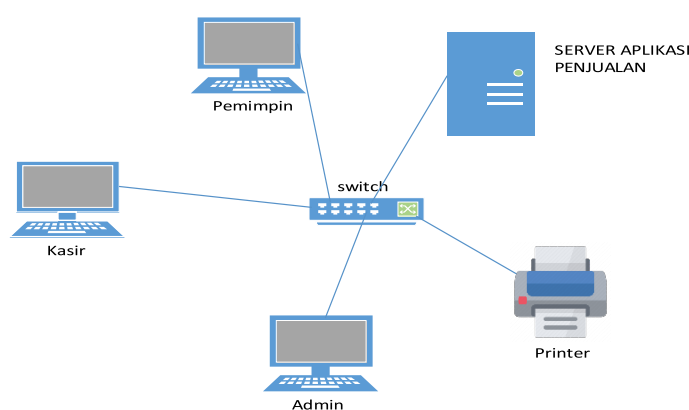 SERVER APLIKASI
PENJUALAN
Pemimpin
switch
Kasir
Printer
Admin